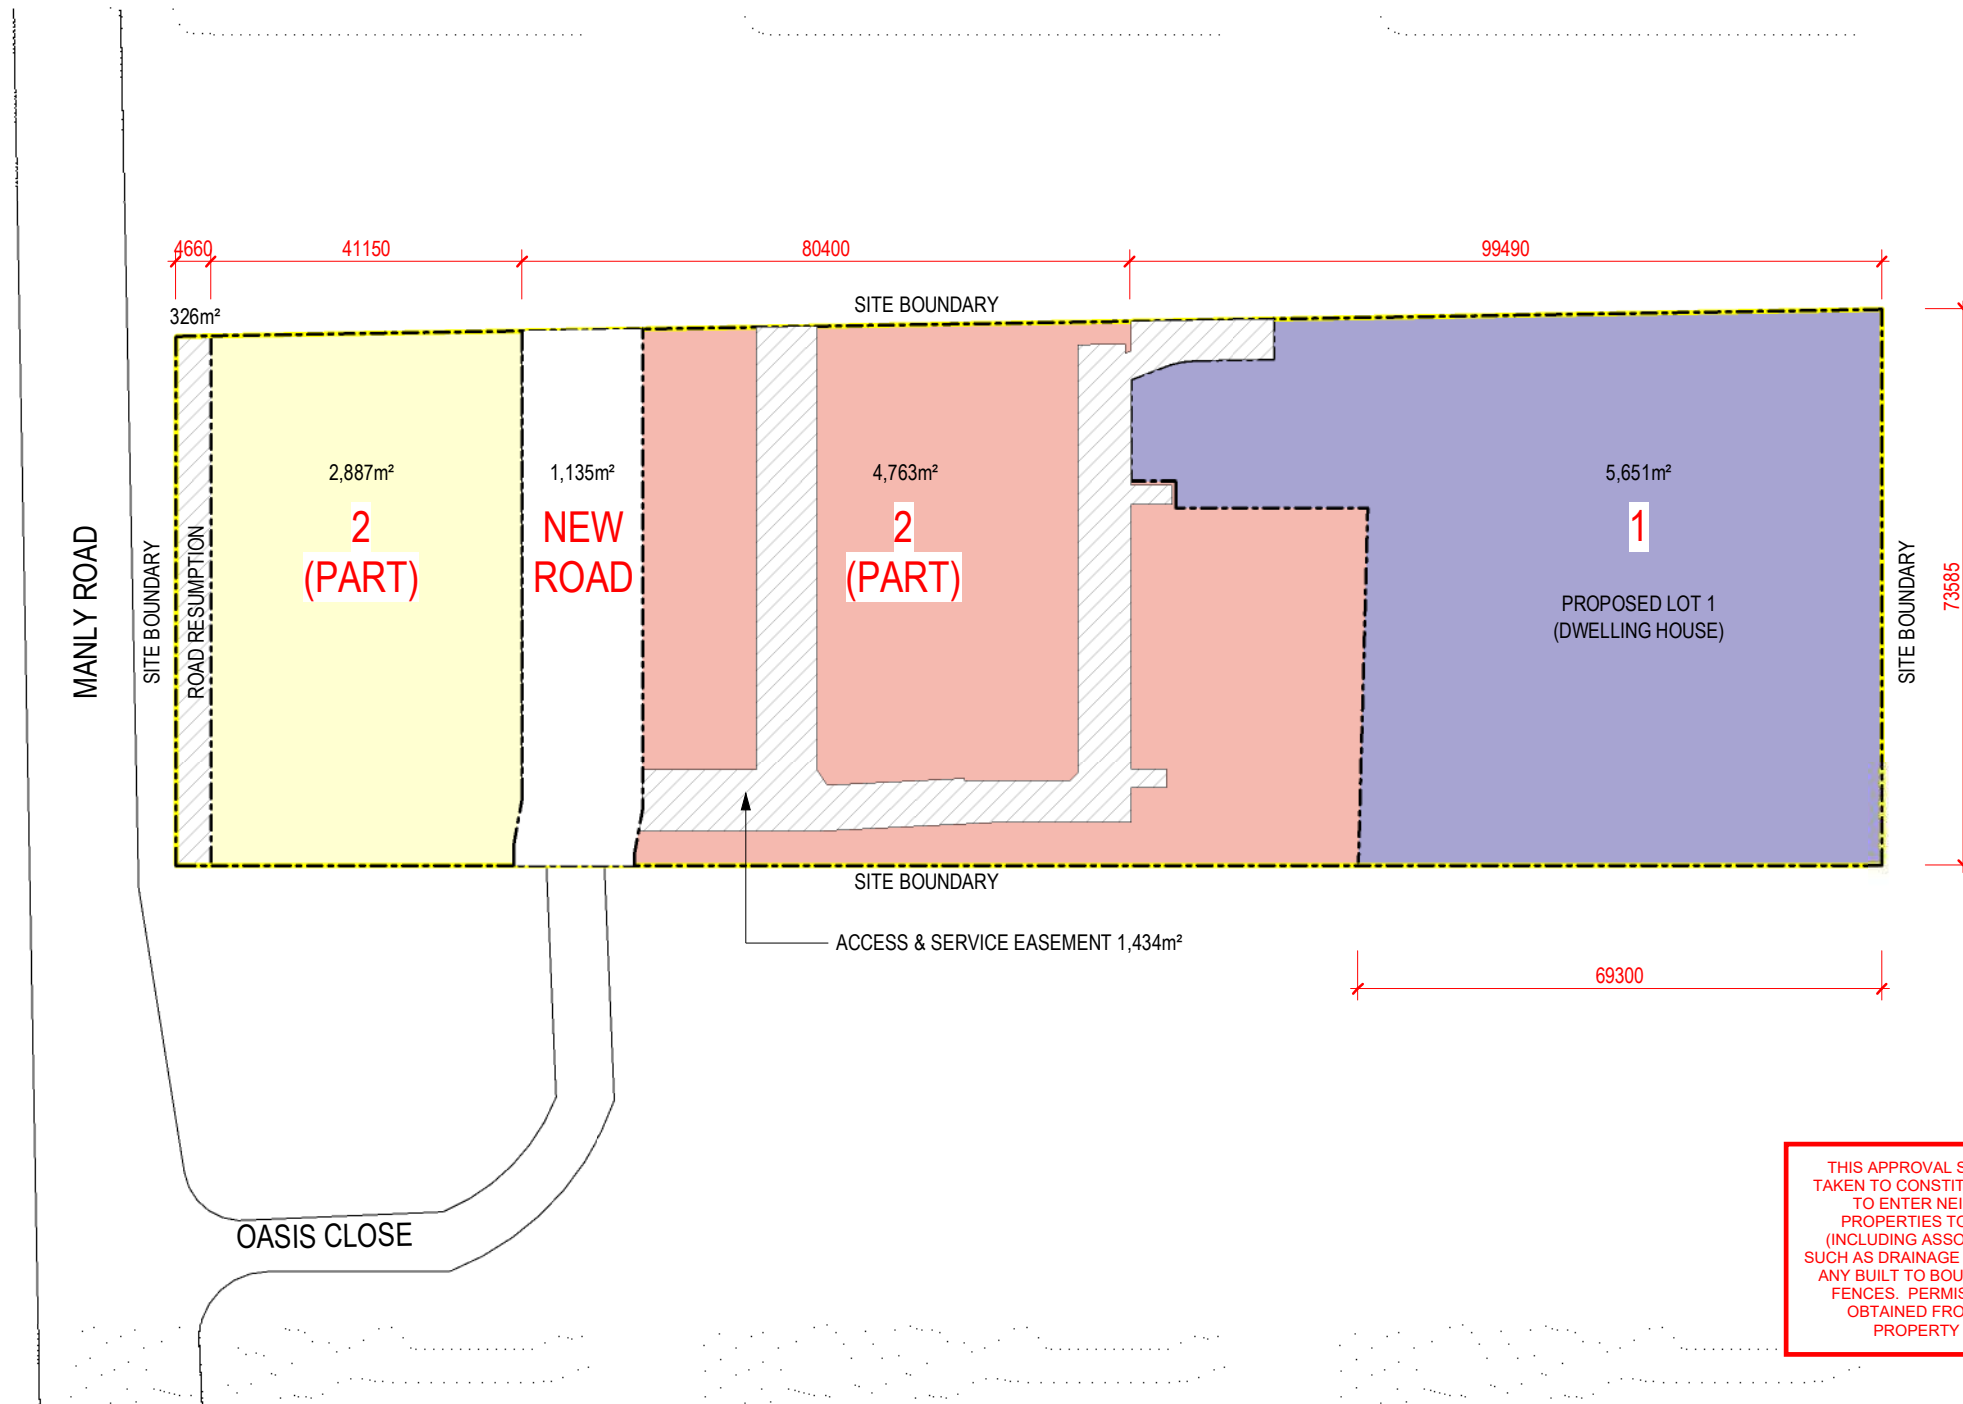 4660
41150
80400
99490
SITE BOUNDARY
326m²
2,887m²
2
(PART)
1,135m²
NEW
ROAD
4,763m²
2
(PART)
5,651m²
1
PROPOSED LOT 1
(DWELLING HOUSE)
MANLY ROAD
SITE BOUNDARY
ROAD RESUMPTION
SITE BOUNDARY
73585
SITE BOUNDARY
ACCESS & SERVICE EASEMENT 1,434m²
69300
OASIS CLOSE
THIS APPROVAL S
TAKEN TO CONSTIT
TO ENTER NEI
PROPERTIES TO
(INCLUDING ASSO
SUCH AS DRAINAGE
ANY BUILT TO BOU
FENCES. PERMIS
OBTAINED FRO
PROPERTY